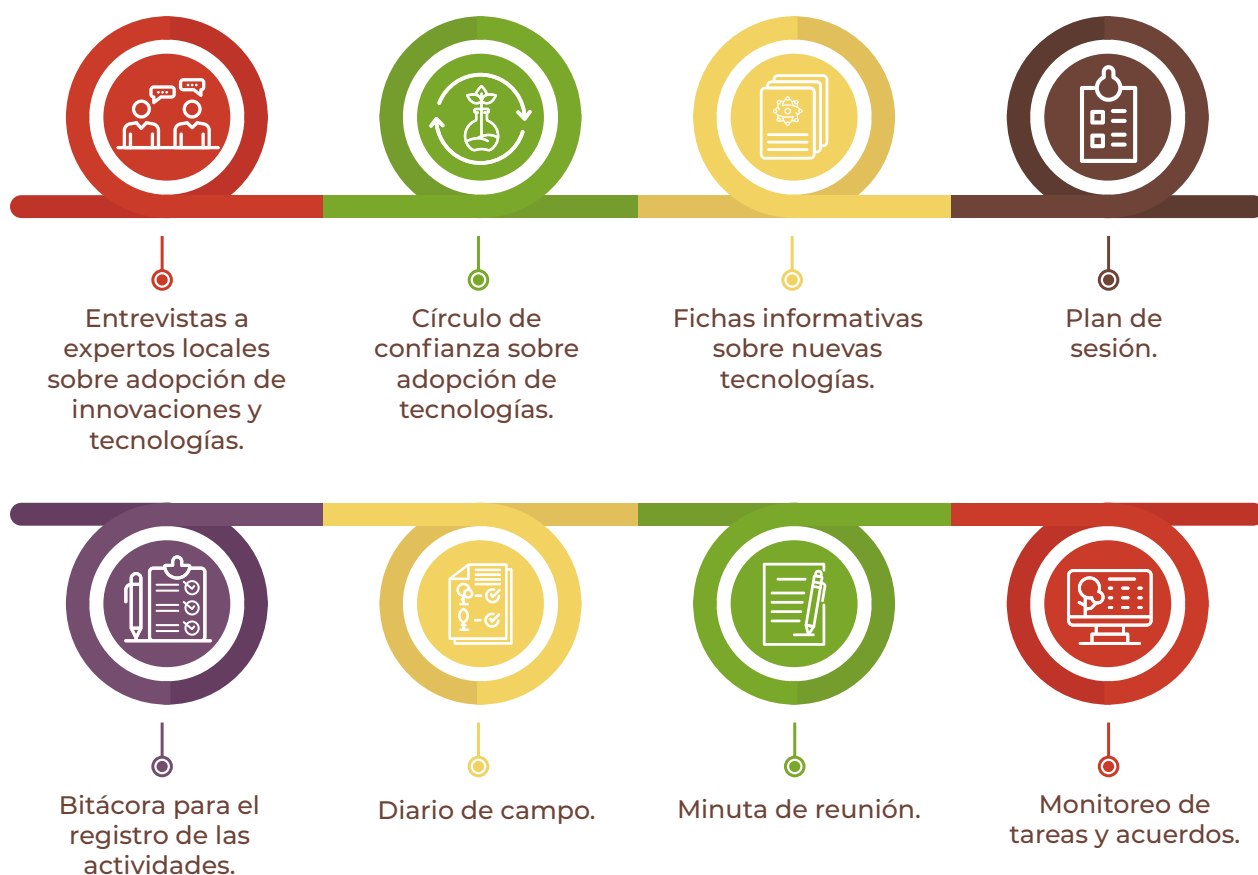 Entrevistas a
expertos locales
sobre adopción de
innovaciones y
tecnologías.
Círculo de
confianza sobre
adopción de
tecnologías.
Fichas informativas
sobre nuevas
tecnologías.
Plan de
sesión.
Bitácora para el
registro de las
actividades.
Diario de campo.
Minuta de reunión.
Monitoreo de
tareas y acuerdos.